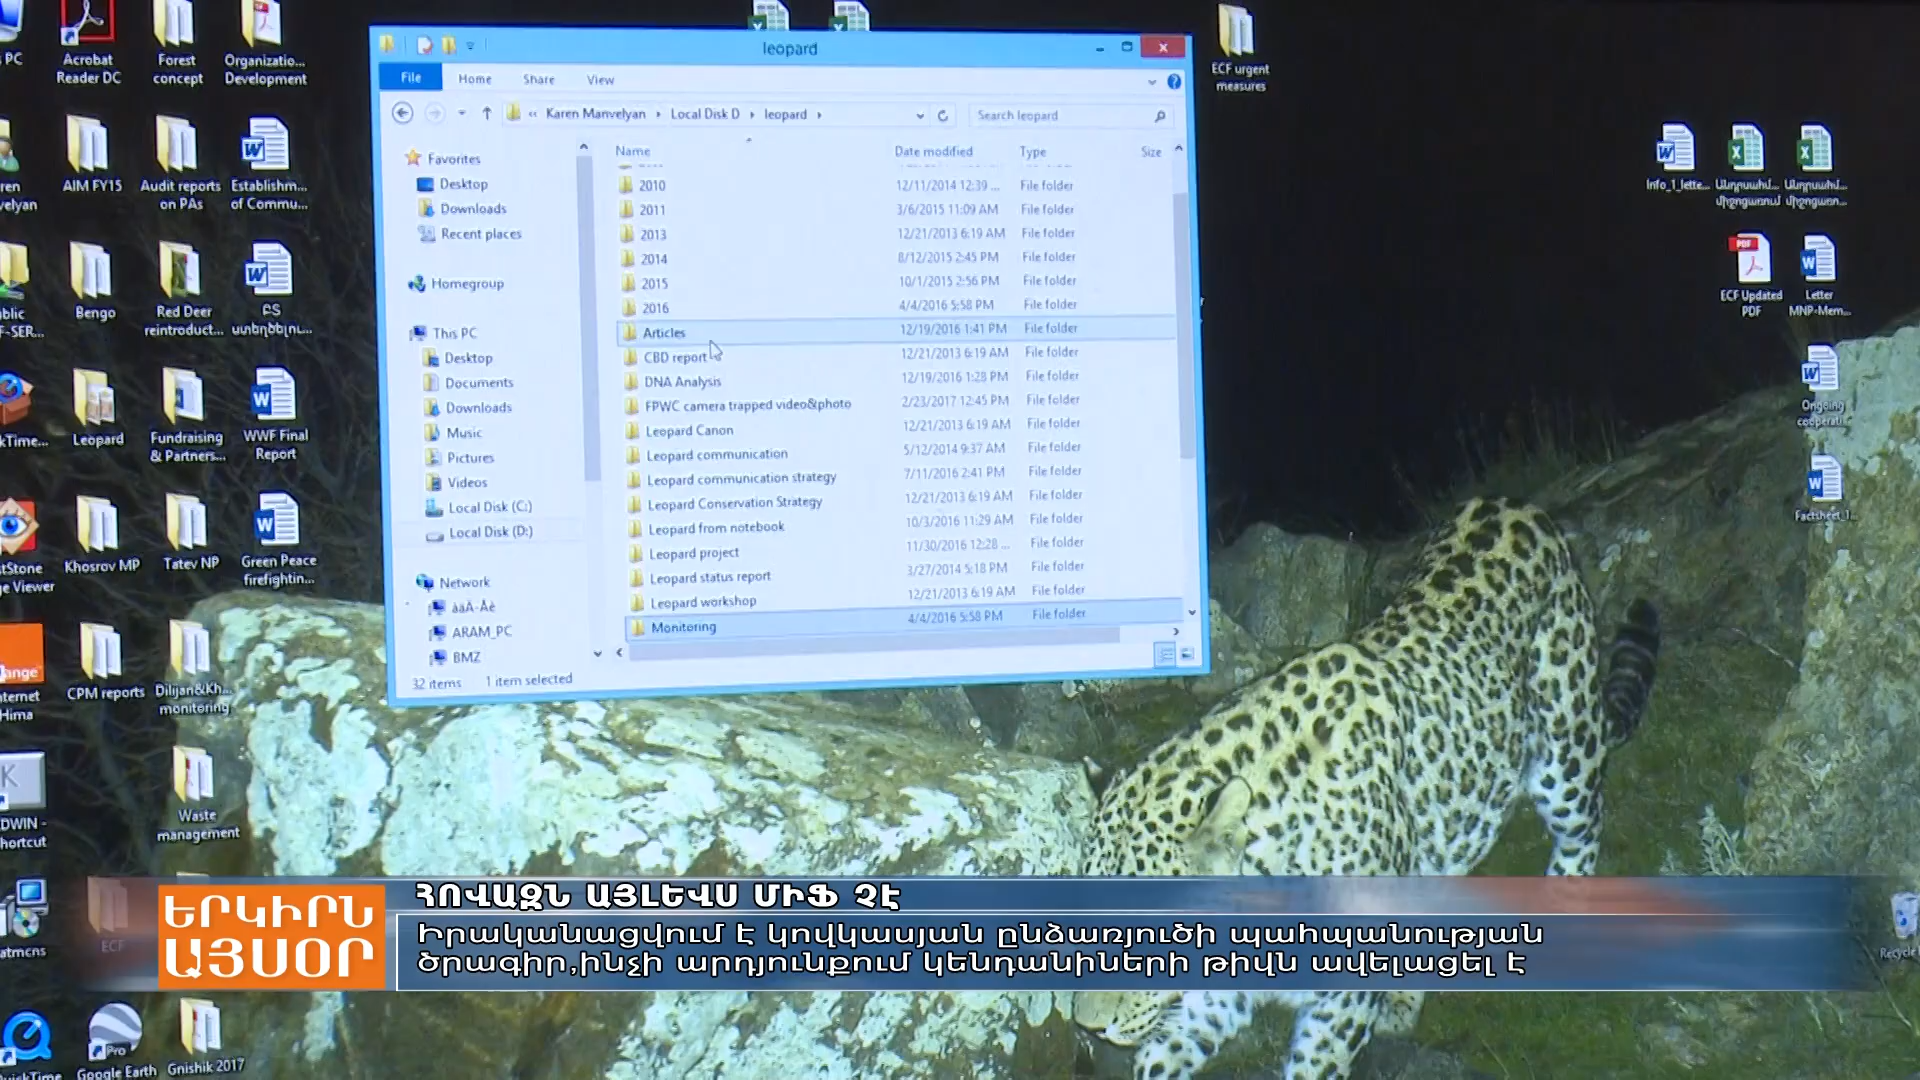 PC
Acrobat
Reader DC
Forest
concept
Organizatio...
Development
AIM FY15
Audit reports
on PAs
Establishm...
of Commu...
Bengo
Red Deer
reintroduct...
ԲՏ
Leopard
Fundraising
& Partners...
WWF Final
Report
Khosrov MP
Tatev NP
Green Peace
firefightin...
CPM reports
Dilijan&Kh...
monitoring
Waste
management
ECF
Google Earth
Pro
Gnishik 2017
leopard
File
Home
Share
View
Karen Manvelyan
Local Disk D
leopard
Search leopard
Favorites
Desktop
Downloads
Recent places
Homegroup
This PC
Desktop
Documents
Downloads
Music
Pictures
Videos
Local Disk (C:)
Local Disk (D:)
Network
ARAM_PC
BMZ
Name Date modified Type Size
2010 12/11/2014 12:39 ... File folder
2011 3/6/2015 11:09 AM File folder
2013 12/21/2013 6:19 AM File folder
2014 8/12/2015 2:45 PM File folder
2015 10/1/2015 2:56 PM File folder
2016 4/4/2016 5:58 PM File folder
Articles 12/19/2016 1:41 PM File folder
CBD report 12/21/2013 6:19 AM File folder
DNA Analysis 12/19/2016 1:28 PM File folder
FPWC camera trapped video&photo 2/23/2017 12:45 PM File folder
Leopard Canon 12/21/2013 6:19 AM File folder
Leopard communication 5/12/2014 9:37 AM File folder
Leopard communication strategy 7/11/2016 2:41 PM File folder
Leopard Conservation Strategy 12/21/2013 6:19 AM File folder
Leopard from notebook 10/3/2016 11:29 AM File folder
Leopard project 11/30/2016 12:28 ... File folder
Leopard status report 3/27/2014 5:18 PM File folder
Leopard workshop 12/21/2013 6:19 AM File folder
Monitoring 4/4/2016 5:58 PM File folder
32 items 1 item selected
ECF urgent
measures
Info_1_lette...
ECF Updated
PDF
Letter
MNP-Mem...
Ongoing
cooperati...
Factsheet_1...
Recycle
ԵՐԿԻՐՆ
ԱՅՍՕՐ
ՀՈՎԱԶՆ ԱՅԼԵՎՍ ՄԻՖ ՉԷ
Իրականացվում է կովկասյան ընձառյուծի պահպանության
ծրագիր,ինչի արդյունքում կենդանիների թիվն ավելացել է